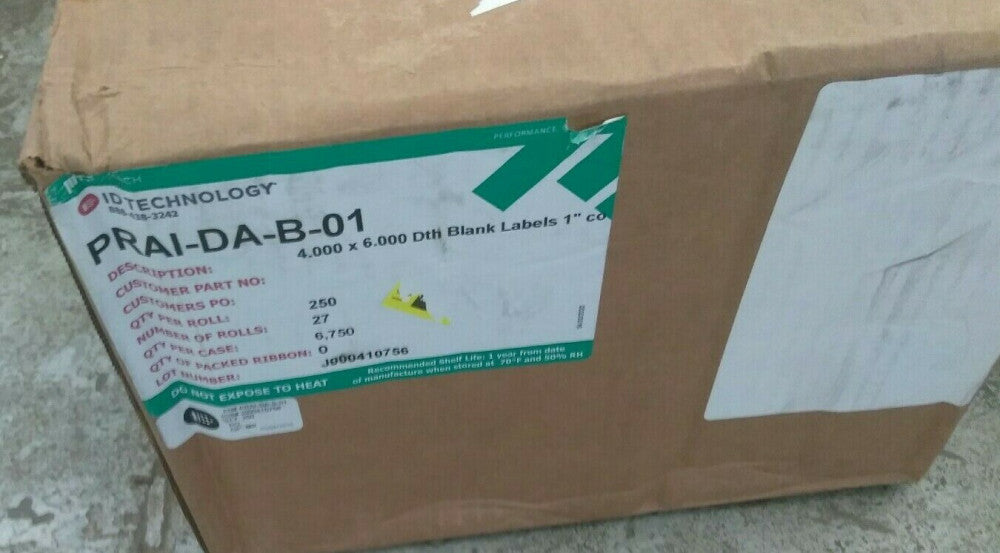 PERFORMANCE
ID TECHNOLOGY
888-438-3242
PRAI-DA-B-01
4.000 x 6.000 Dth Blank Labels 1" co
DESCRIPTION:
CUSTOMER PART NO:
CUSTOMERS PO:
QTY PER ROLL: 250
NUMBER OF ROLLS: 27
QTY PER CASE: 6,750
QTY OF PACKED RIBBON: 0
LOT NUMBER: J000410756
DO NOT EXPOSE TO HEAT
Recommended Shelf Life: 1 year from date
of manufacture when stored at 70°F and 50% RH